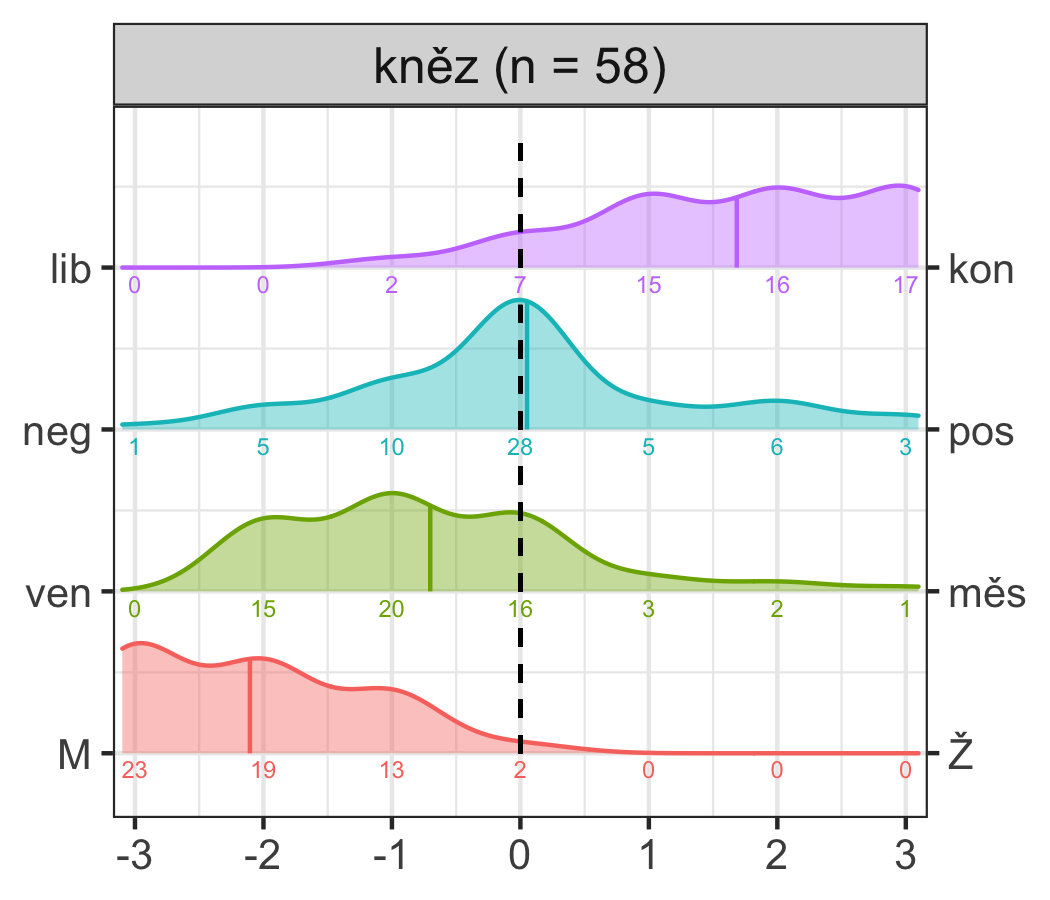 kněz (n = 58)
lib kon
0 0 2 7 15 16 17
neg pos
1 5 10 28 5 6 3
ven měs
0 15 20 16 3 2 1
M Ž
23 19 13 2 0 0 0
-3 -2 -1 0 1 2 3